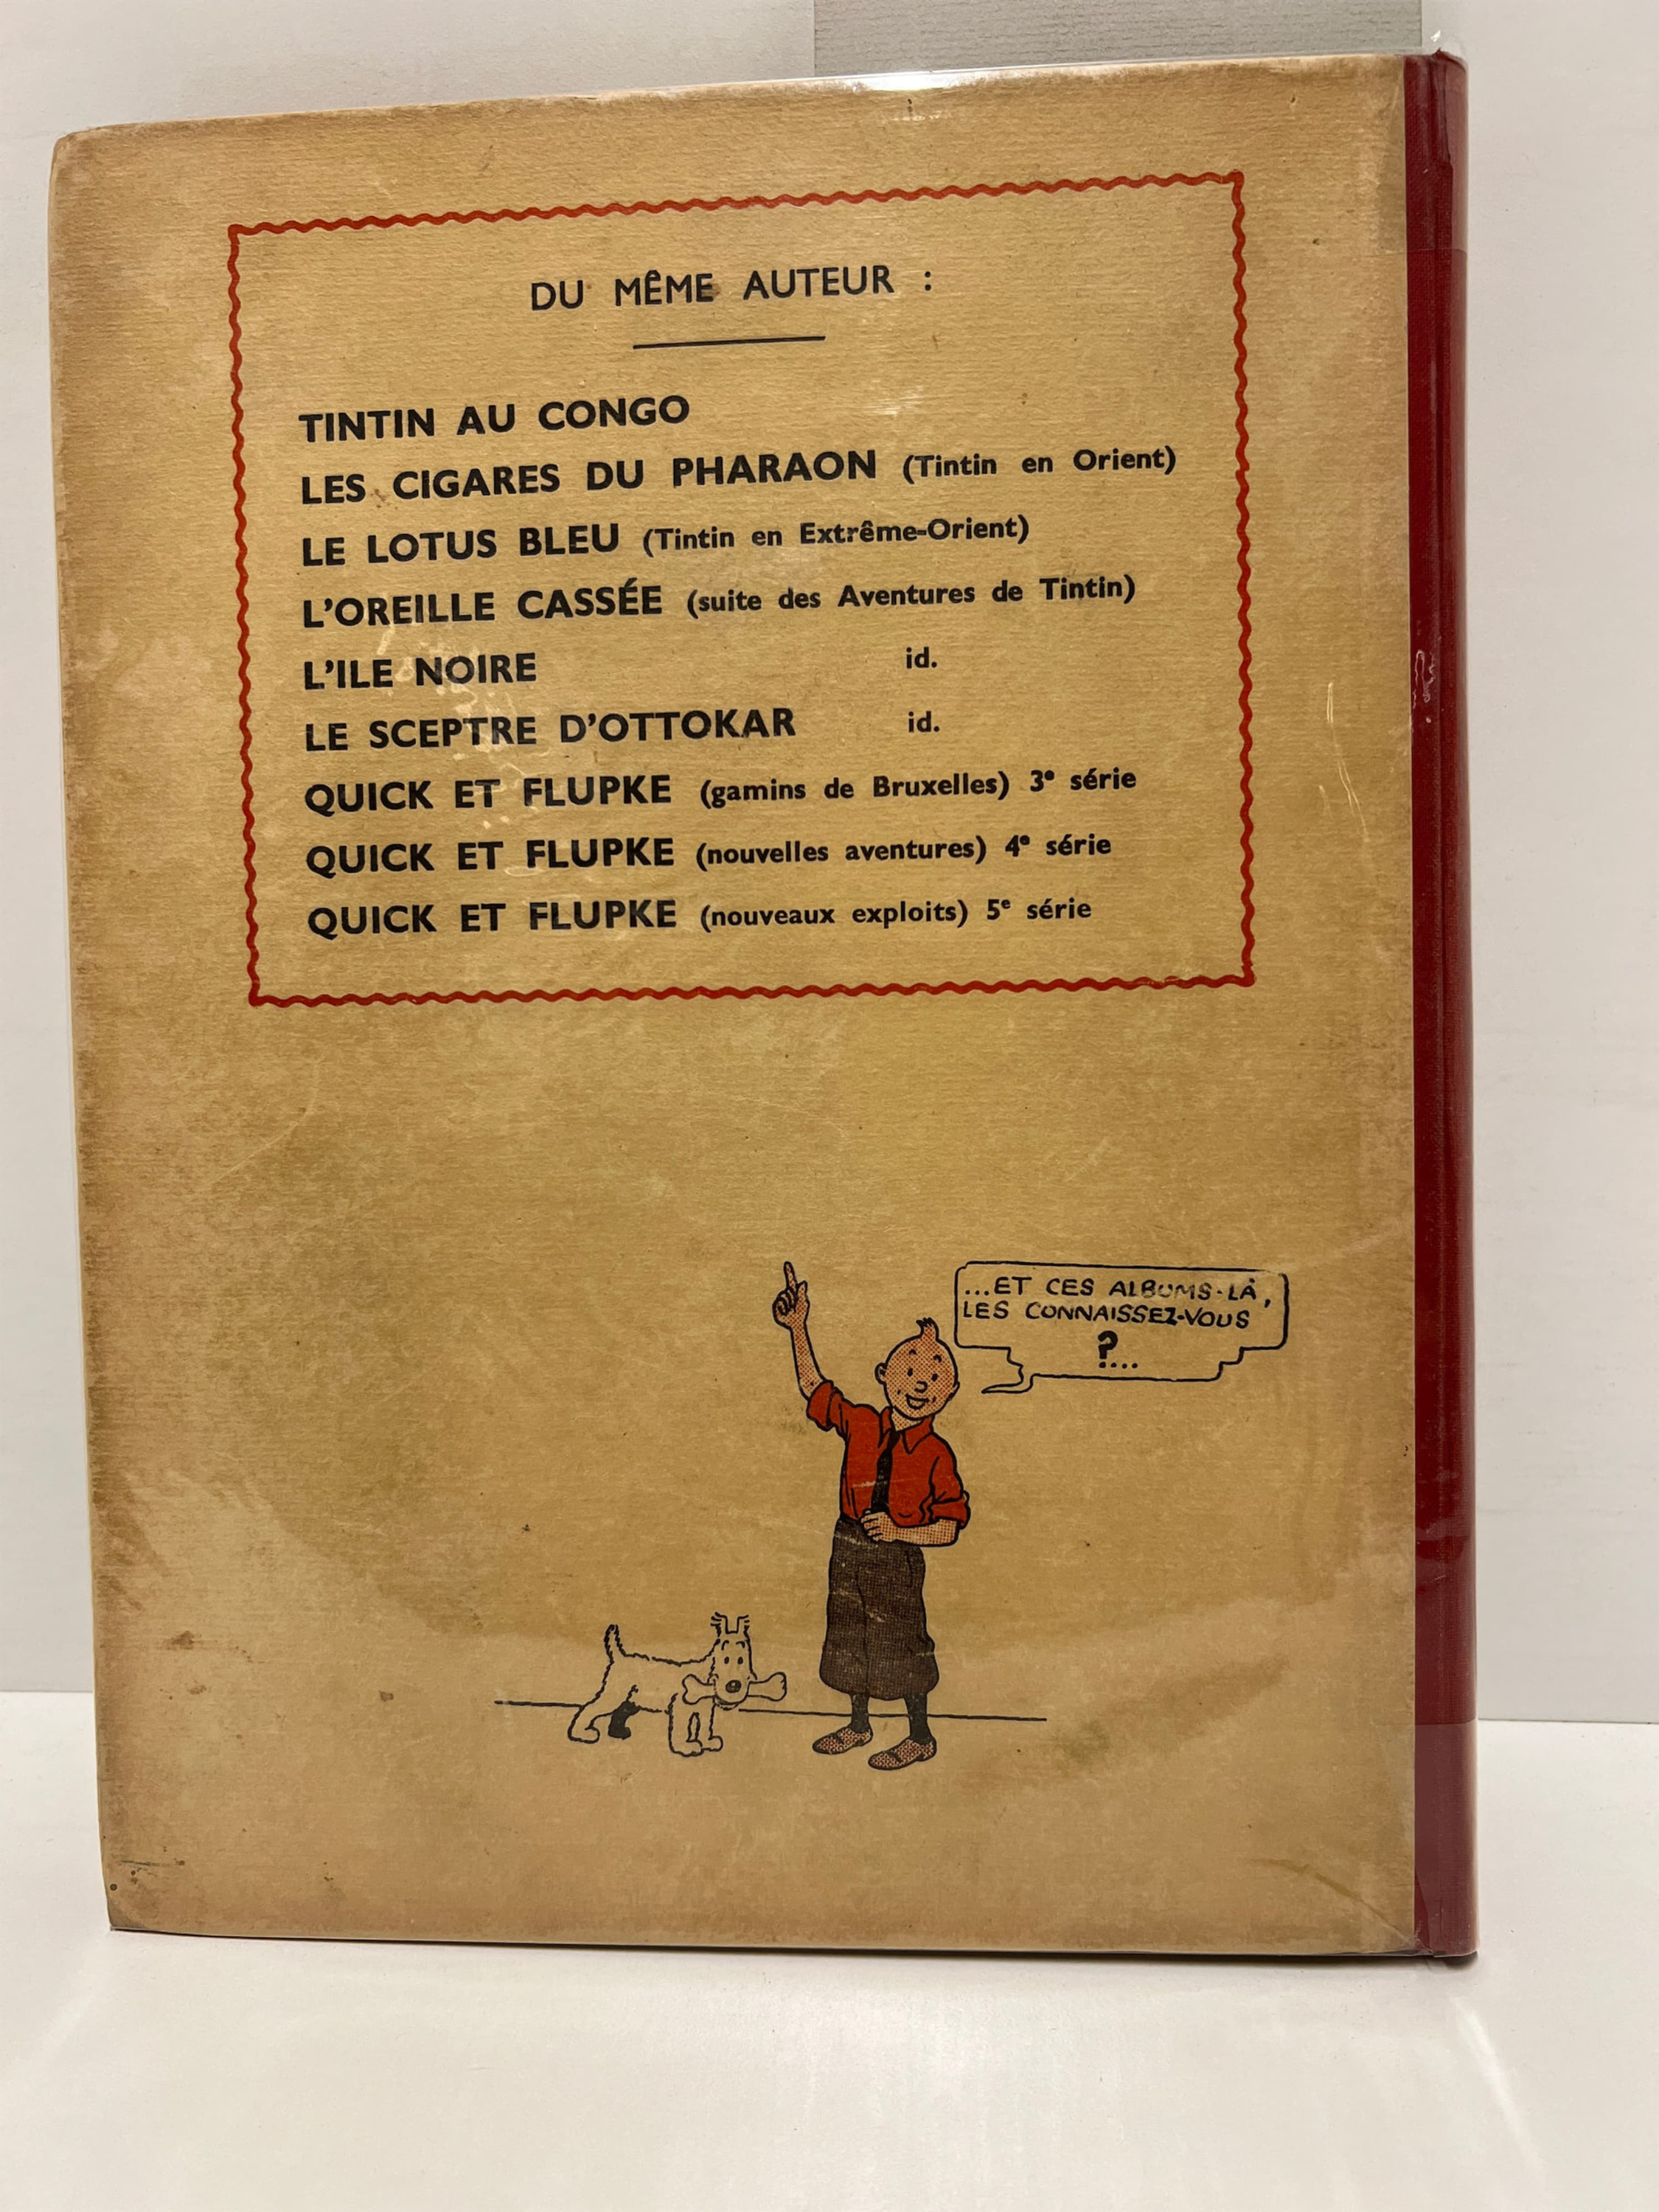 DU MÊME AUTEUR :
TINTIN AU CONGO
LES CIGARES DU PHARAON (Tintin en Orient)
LE LOTUS BLEU (Tintin en Extrême-Orient)
L'OREILLE CASSÉE (suite des Aventures de Tintin)
L'ILE NOIRE id.
LE SCEPTRE D'OTTOKAR id.
QUICK ET FLUPKE (gamins de Bruxelles) 3e série
QUICK ET FLUPKE (nouvelles aventures) 4e série
QUICK ET FLUPKE (nouveaux exploits) 5e série
...ET CES ALBUMS-LÀ,
LES CONNAISSEZ-VOUS
?...